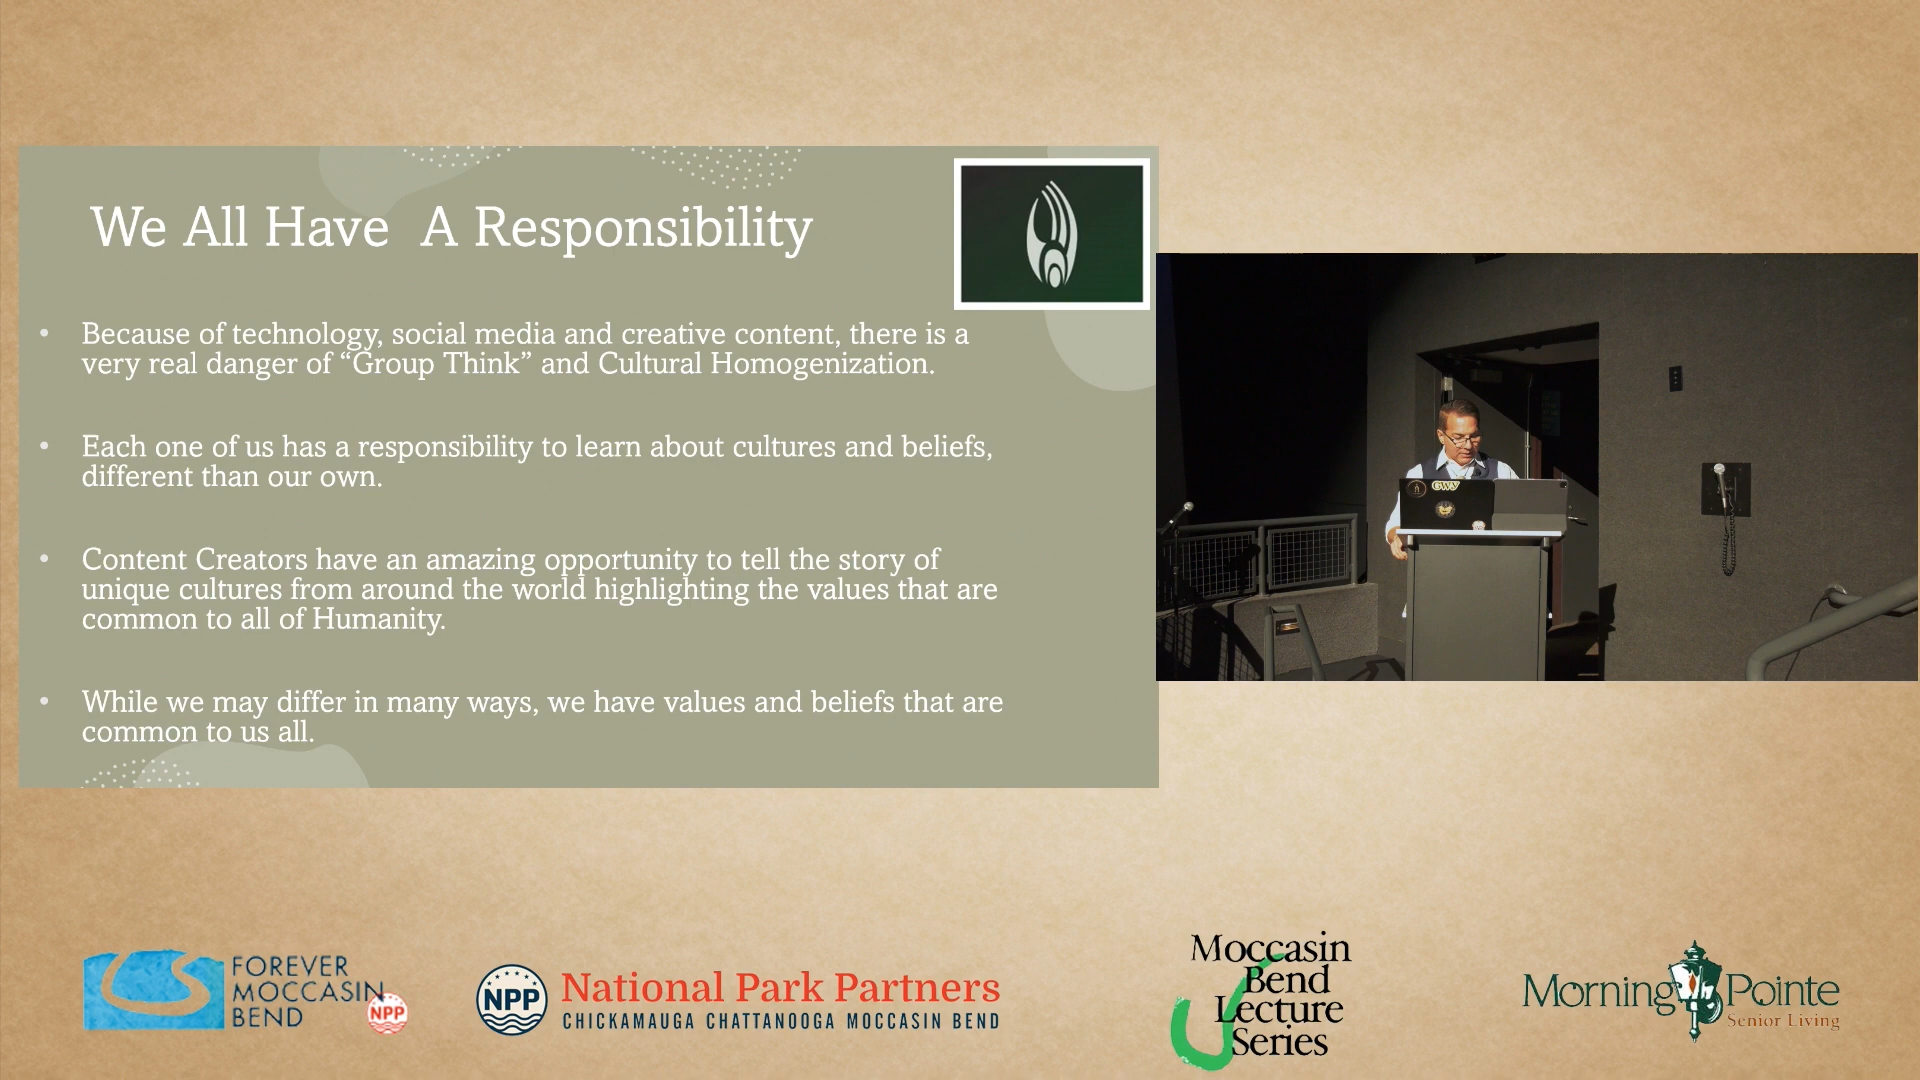 We All Have A Responsibility
• Because of technology, social media and creative content, there is a
very real danger of “Group Think” and Cultural Homogenization.
• Each one of us has a responsibility to learn about cultures and beliefs,
different than our own.
• Content Creators have an amazing opportunity to tell the story of
unique cultures from around the world highlighting the values that are
common to all of Humanity.
• While we may differ in many ways, we have values and beliefs that are
common to us all.
GWY
FOREVER
MOCCASIN
BEND
NPP
NPP
National Park Partners
CHICKAMAUGA CHATTANOOGA MOCCASIN BEND
Moccasin
Bend
Lecture
Series
Morning Pointe
Senior Living